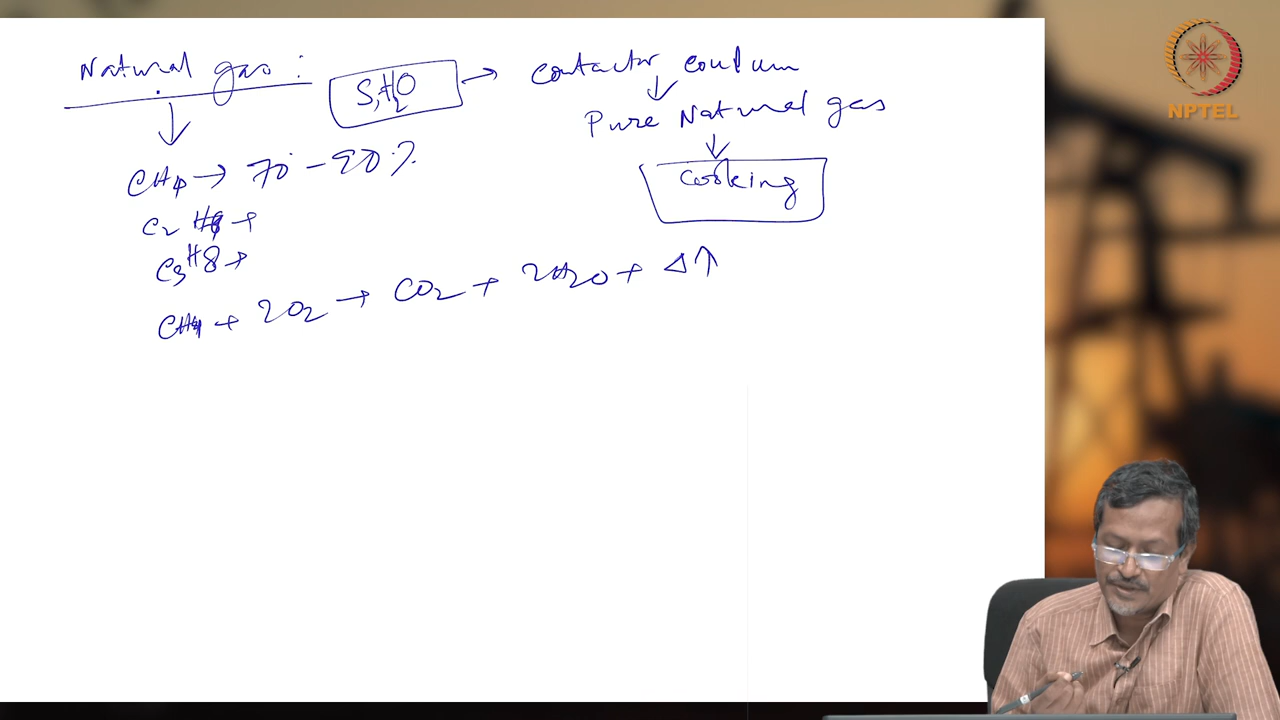 Natural gas :
S, H2O → contactor column
↓
Pure Natural gas
↓
cooking
↓
CH4 → 70 - 90 %
C2 H6 →
C3H8 →
CH4 + 2O2 → CO2 + 2H2O + Δ↑
NPTEL